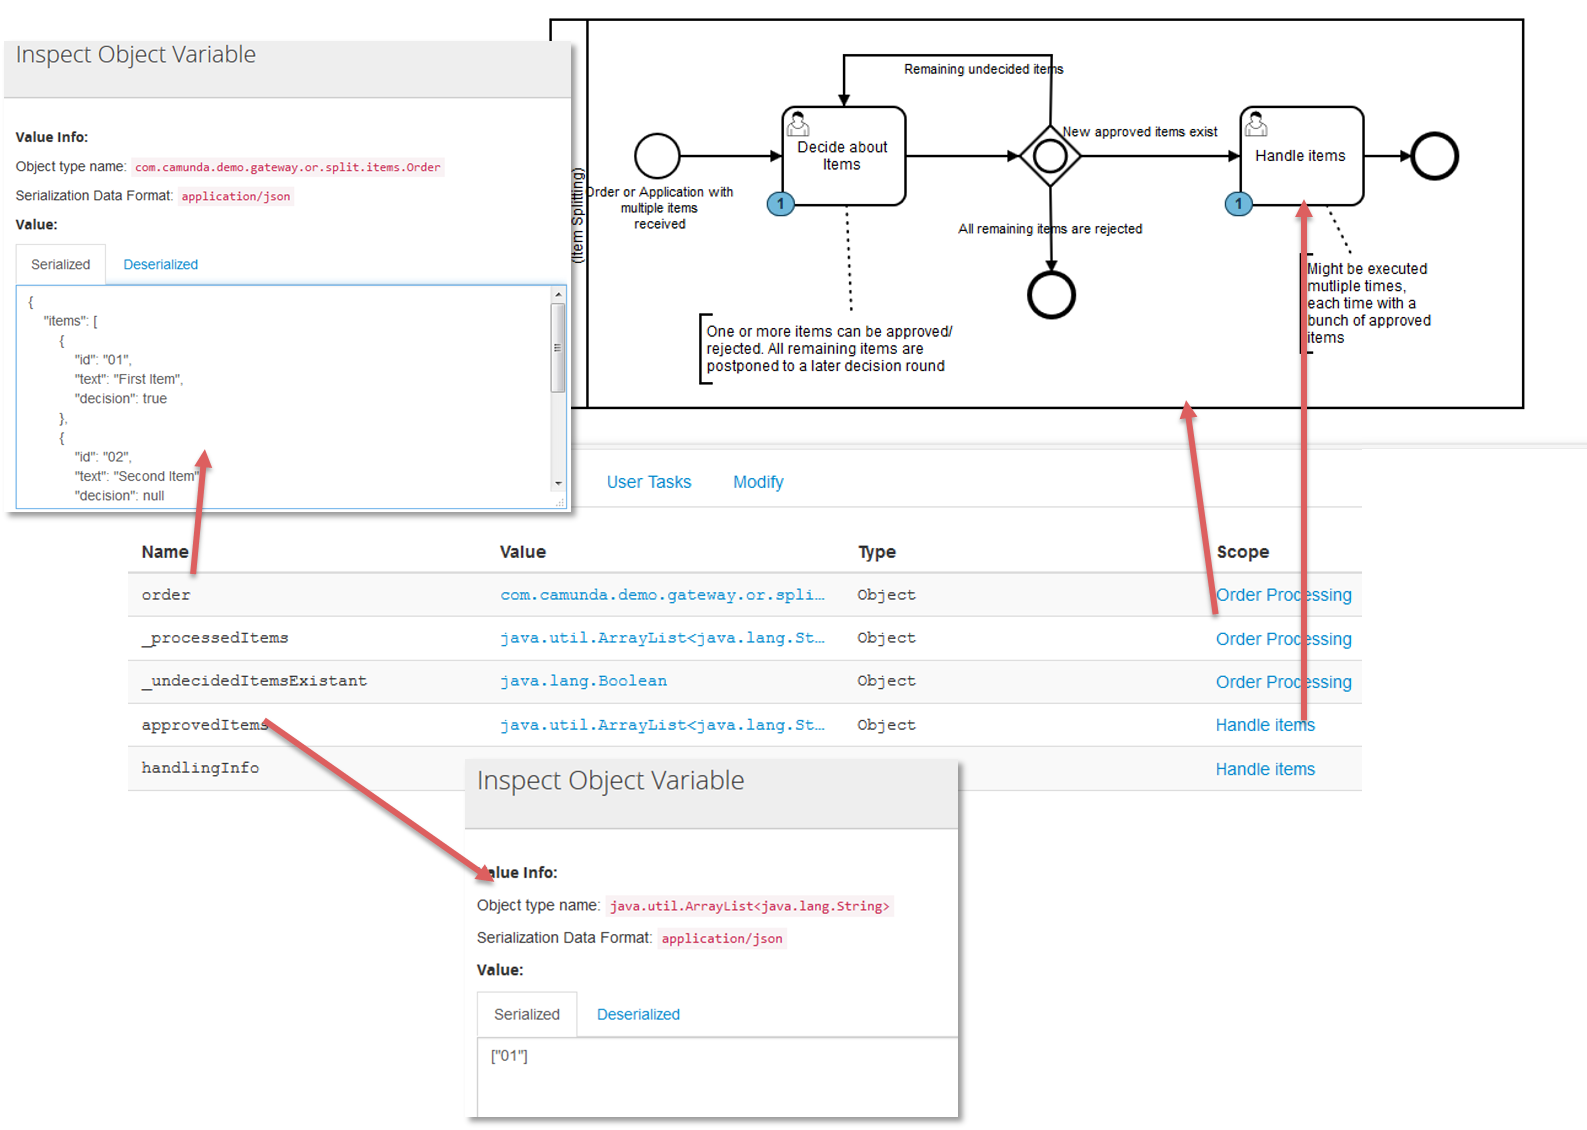 Inspect Object Variable
Value Info:
Object type name: com.camunda.demo.gateway.or.split.items.Order
Serialization Data Format: application/json
Value:
Serialized Deserialized
{
"items": [
{
"id": "01",
"text": "First Item",
"decision": true
},
{
"id": "02",
"text": "Second Item"
"decision": null
(Item Splitting)
Order or Application with
multiple items
received
Decide about
Items
1
Remaining undecided items
New approved items exist
All remaining items are rejected
Handle items
1
One or more items can be approved/
rejected. All remaining items are
postponed to a later decision round
Might be executed
mutliple times,
each time with a
bunch of approved
items
User Tasks Modify
Name Value Type Scope
order com.camunda.demo.gateway.or.spli... Object Order Processing
_processedItems java.util.ArrayList<java.lang.St... Object Order Processing
_undecidedItemsExistant java.lang.Boolean Object Order Processing
approvedItems java.util.ArrayList<java.lang.St... Object Handle items
handlingInfo Handle items
Inspect Object Variable
Value Info:
Object type name: java.util.ArrayList<java.lang.String>
Serialization Data Format: application/json
Value:
Serialized Deserialized
["01"]